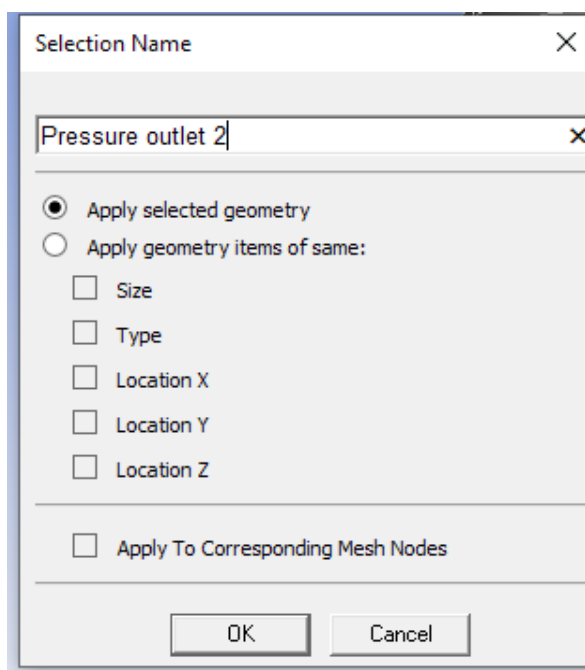 Selection Name
Pressure outlet 2
Apply selected geometry
Apply geometry items of same:
Size
Type
Location X
Location Y
Location Z
Apply To Corresponding Mesh Nodes
OK Cancel